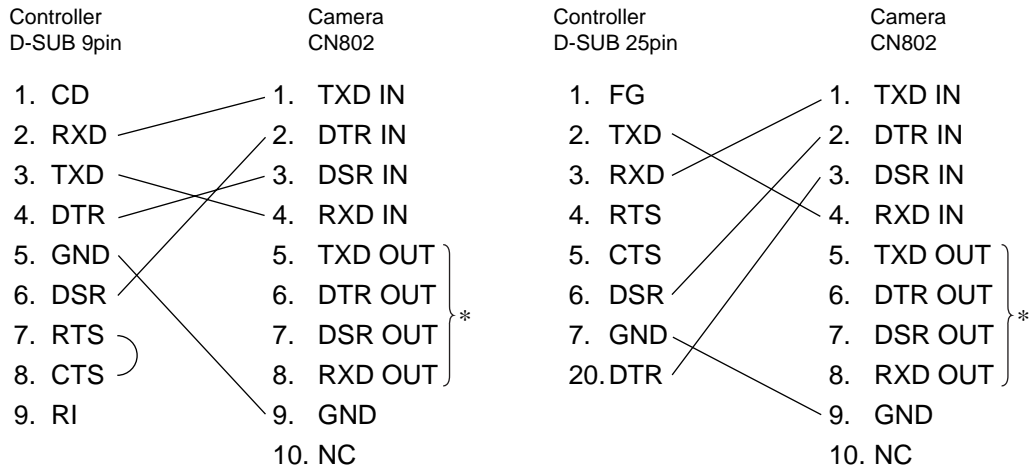 Controller
D-SUB 9pin
Camera
CN802
1. CD
2. RXD
3. TXD
4. DTR
5. GND
6. DSR
7. RTS
8. CTS
9. RI
1. TXD IN
2. DTR IN
3. DSR IN
4. RXD IN
5. TXD OUT
6. DTR OUT
7. DSR OUT
8. RXD OUT
9. GND
10. NC
*
Controller
D-SUB 25pin
Camera
CN802
1. FG
2. TXD
3. RXD
4. RTS
5. CTS
6. DSR
7. GND
20. DTR
1. TXD IN
2. DTR IN
3. DSR IN
4. RXD IN
5. TXD OUT
6. DTR OUT
7. DSR OUT
8. RXD OUT
9. GND
10. NC
*